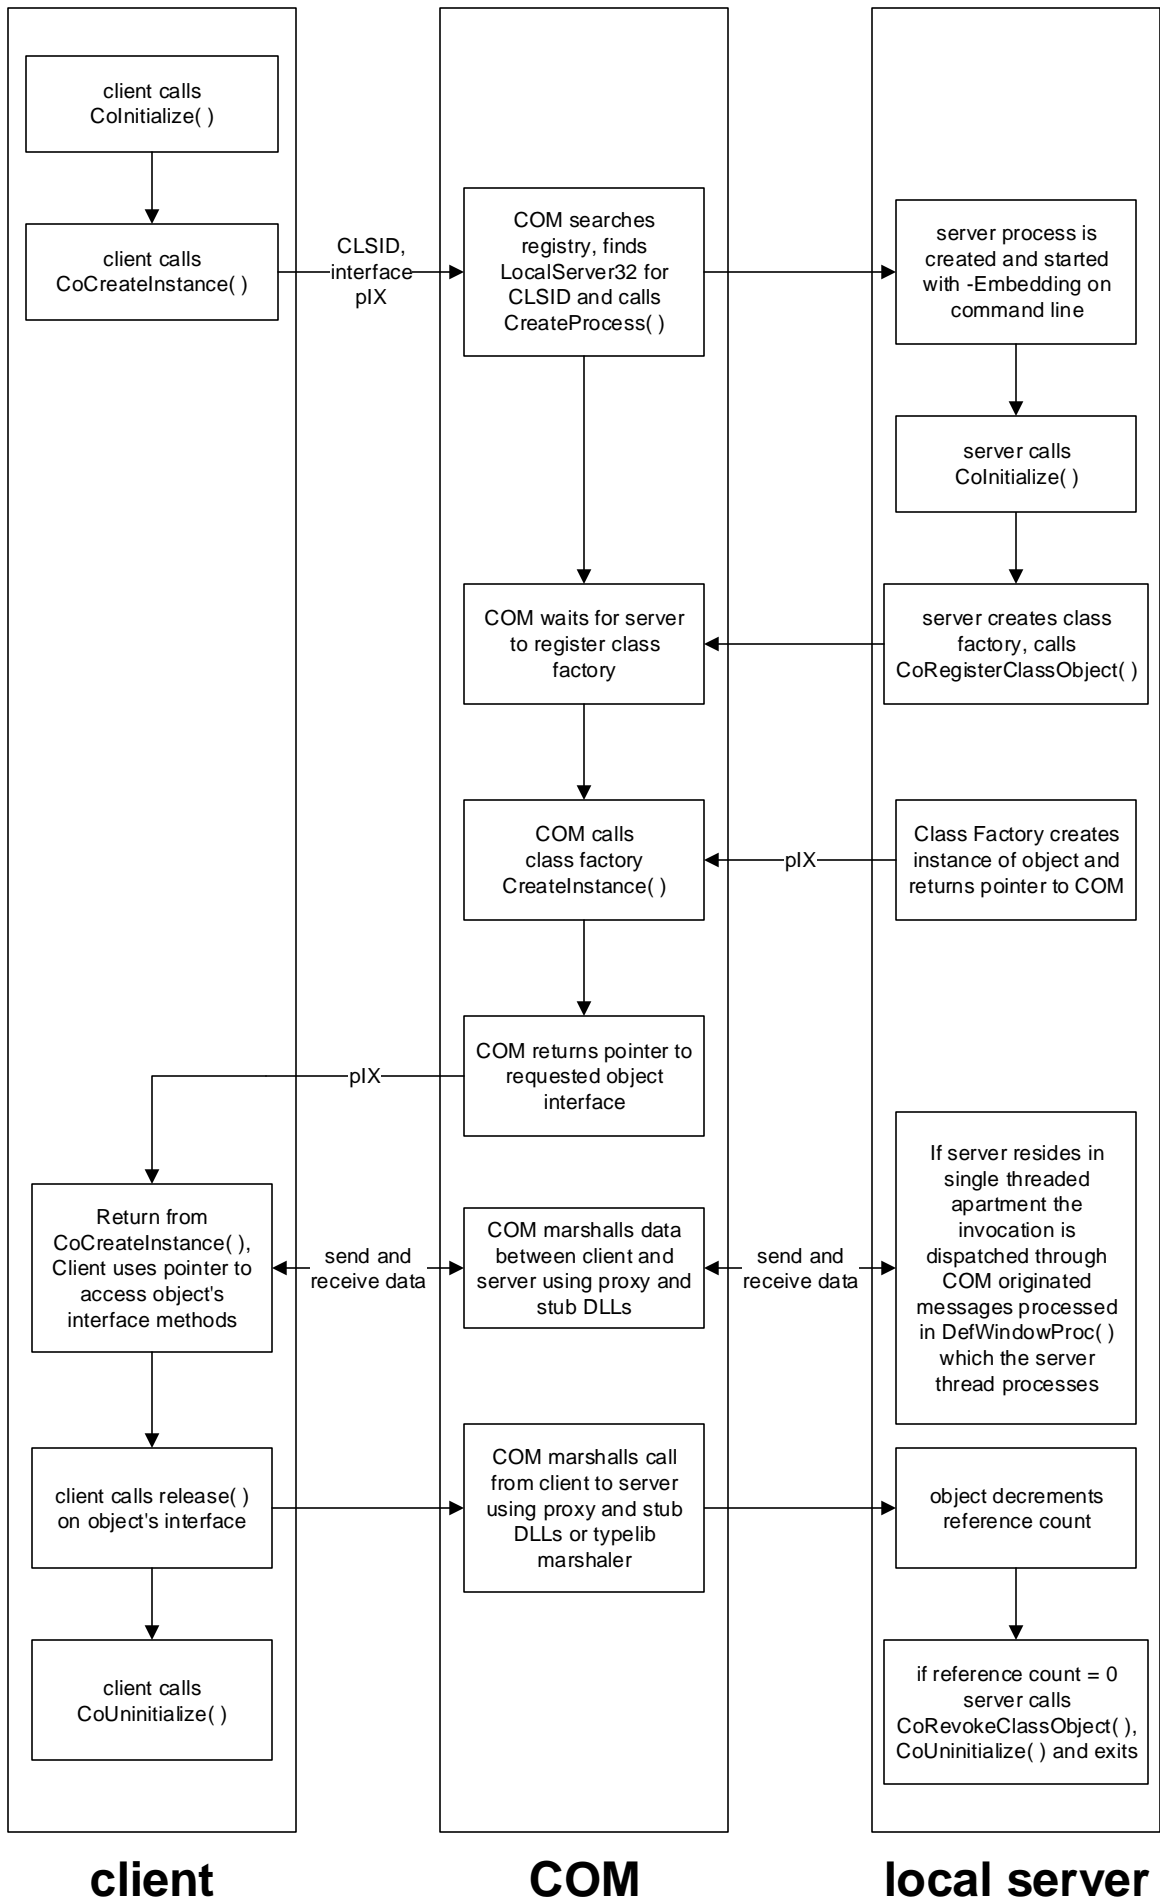 client calls
CoInitialize( )
client calls
CoCreateInstance( )
CLSID,
interface
pIX
COM searches
registry, finds
LocalServer32 for
CLSID and calls
CreateProcess( )
server process is
created and started
with -Embedding on
command line
server calls
CoInitialize( )
COM waits for server
to register class
factory
server creates class
factory, calls
CoRegisterClassObject( )
COM calls
class factory
CreateInstance( )
pIX
Class Factory creates
instance of object and
returns pointer to COM
COM returns pointer to
requested object
interface
pIX
Return from
CoCreateInstance( ),
Client uses pointer to
access object's
interface methods
send and
receive data
COM marshalls data
between client and
server using proxy and
stub DLLs
send and
receive data
If server resides in
single threaded
apartment the
invocation is
dispatched through
COM originated
messages processed
in DefWindowProc( )
which the server
thread processes
client calls release( )
on object's interface
COM marshalls call
from client to server
using proxy and stub
DLLs or typelib
marshaler
object decrements
reference count
client calls
CoUninitialize( )
if reference count = 0
server calls
CoRevokeClassObject( ),
CoUninitialize( ) and exits
client
COM
local server